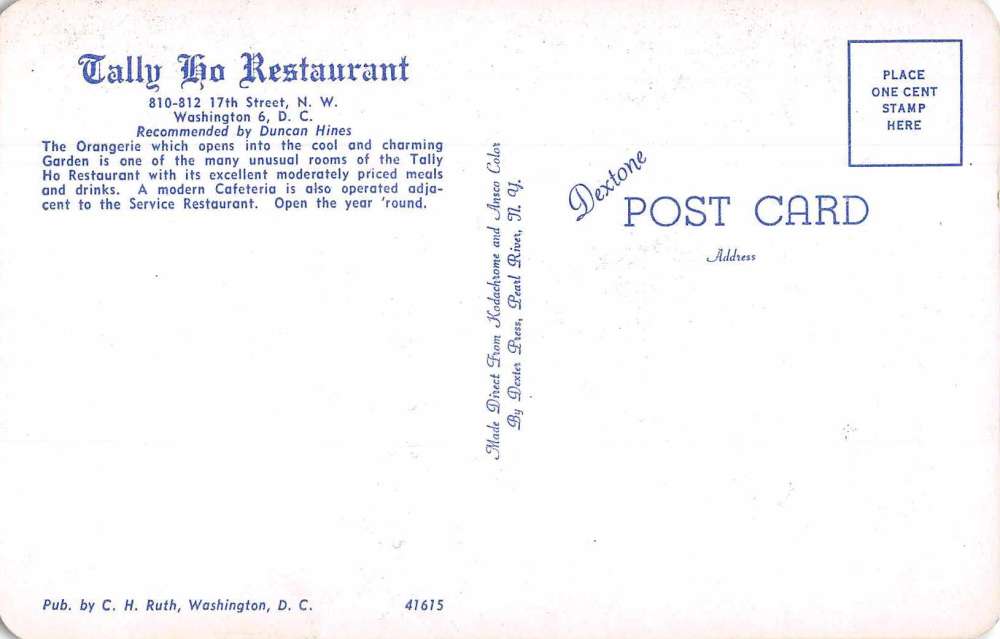 Tally Ho Restaurant
810-812 17th Street, N. W.
Washington 6, D. C.
Recommended by Duncan Hines
The Orangerie which opens into the cool and charming
Garden is one of the many unusual rooms of the Tally
Ho Restaurant with its excellent moderately priced meals
and drinks. A modern Cafeteria is also operated adja-
cent to the Service Restaurant. Open the year 'round.
Pub. by C. H. Ruth, Washington, D. C. 41615
Made Direct From Kodachrome and Ansco Color
By Dexter Press, Pearl River, N. Y.
Dextone
POST CARD
Address
PLACE
ONE CENT
STAMP
HERE